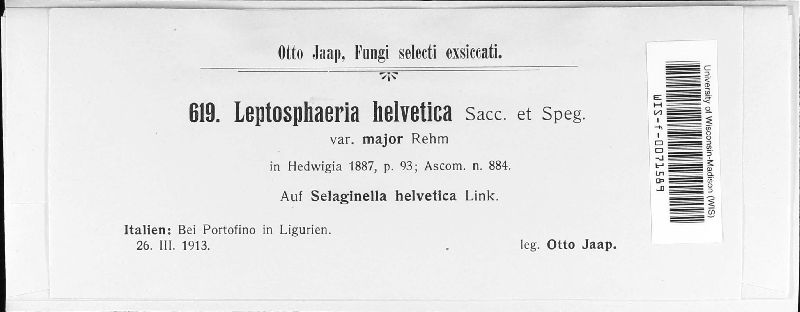 Otto Jaap, Fungi selecti exsiccati.
619. Leptosphaeria helvetica Sacc. et Speg.
var. major Rehm
in Hedwigia 1887, p. 93; Ascom. n. 884.
Auf Selaginella helvetica Link.
Italien: Bei Portofino in Ligurien.
26. III. 1913.
leg. Otto Jaap.
University of Wisconsin-Madison (WIS)
WIS-f-0071589